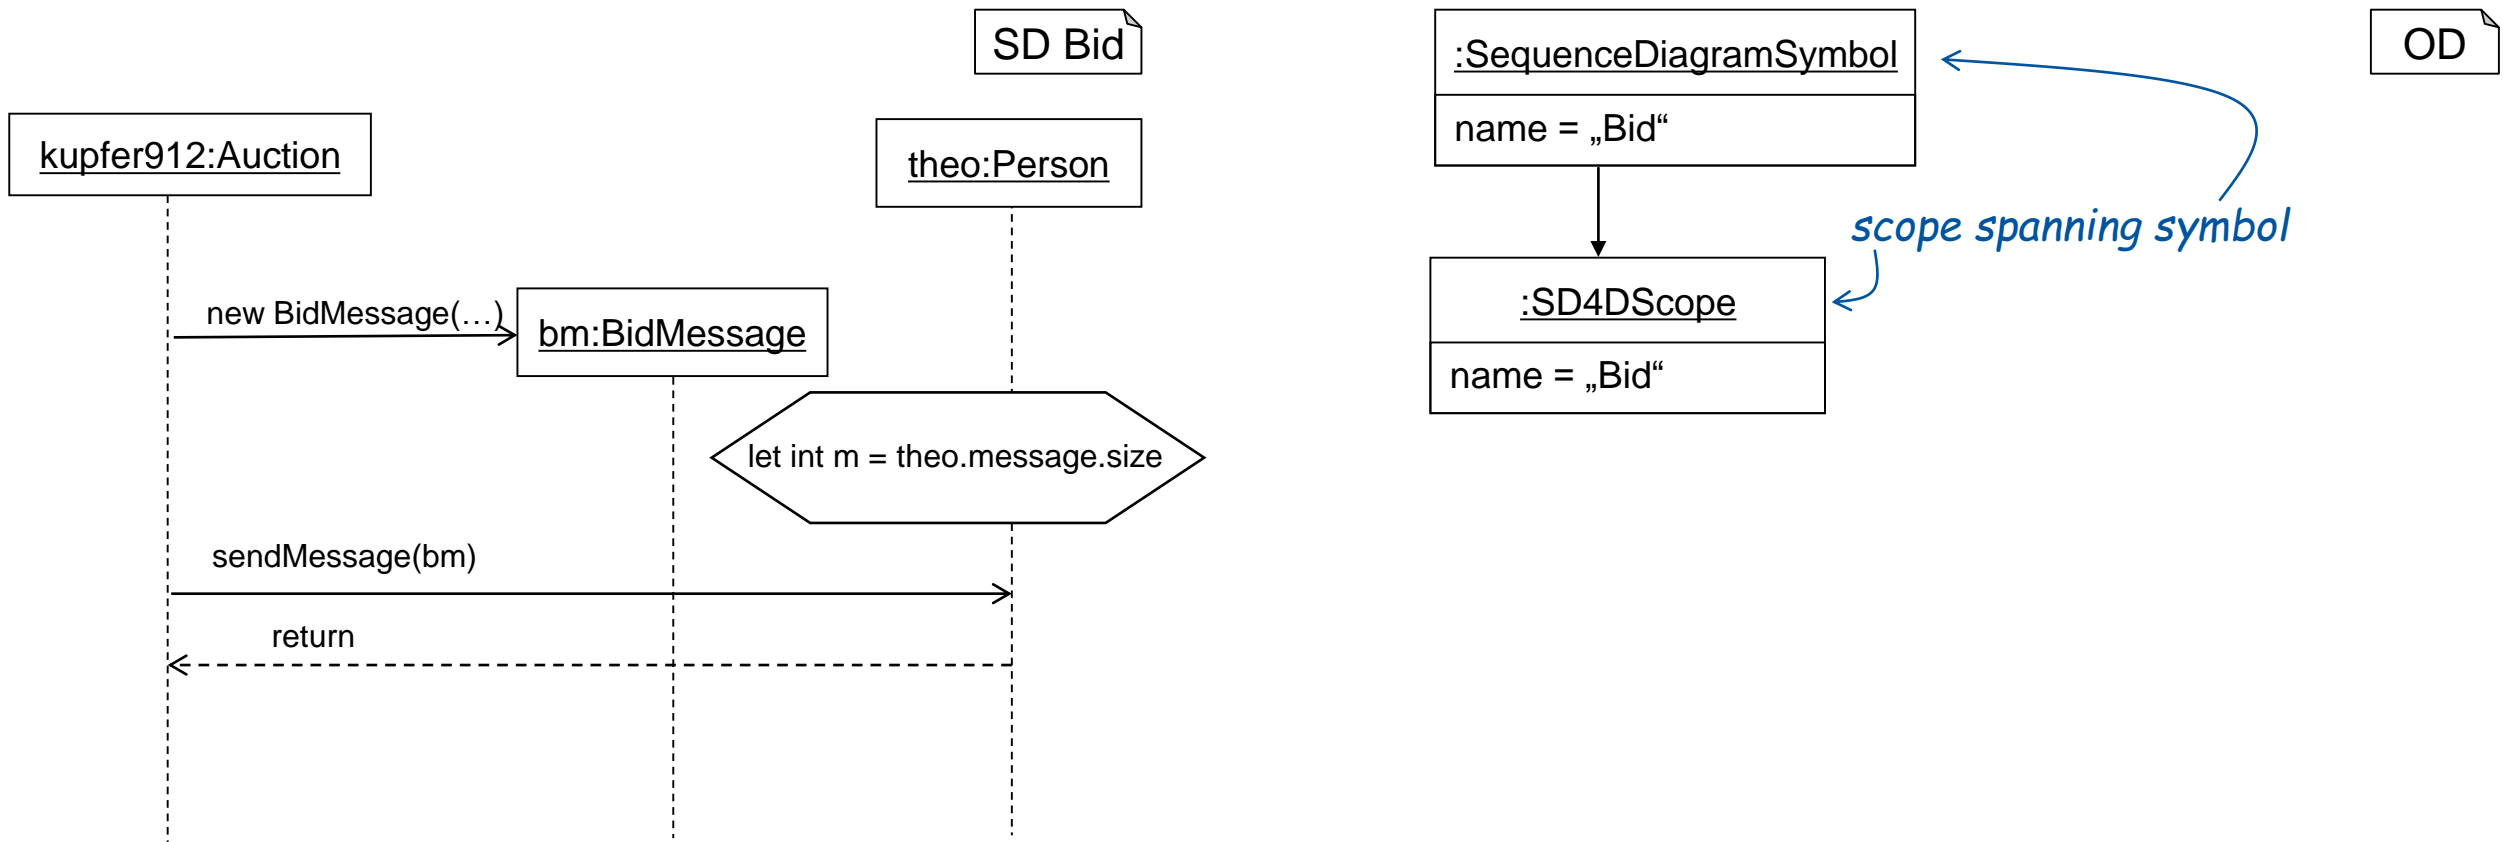 SD Bid
kupfer912:Auction
theo:Person
new BidMessage(…)
bm:BidMessage
let int m = theo.message.size
sendMessage(bm)
return
OD
:SequenceDiagramSymbol
name = „Bid“
scope spanning symbol
:SD4DScope
name = „Bid“